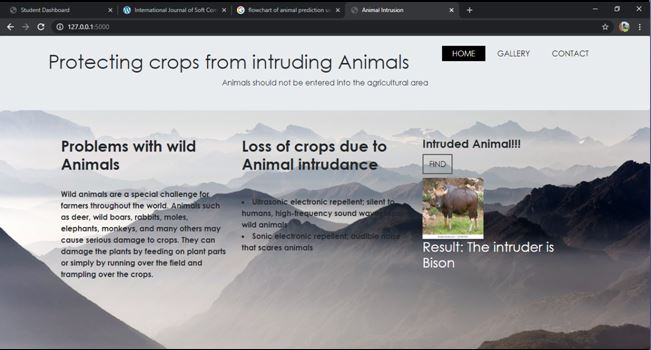 Student Dashboard
International Journal of Soft Con
flowchart of animal prediction u
Animal Intrusion
127.0.0.1:5000
Protecting crops from intruding Animals
HOME GALLERY CONTACT
Animals should not be entered into the agricultural area
Problems with wild
Animals
Wild animals are a special challenge for
farmers throughout the world. Animals such
as deer, wild boars, rabbits, moles,
elephants, monkeys, and many others may
cause serious damage to crops. They can
damage the plants by feeding on plant parts
or simply by running over the field and
trampling over the crops.
Loss of crops due to
Animal intrudance
• Ultrasonic electronic repellent; silent to
humans, high-frequency sound waves
wild animals
• Sonic electronic repellent; audible noise
that scares animals
Intruded Animal!!!
FIND
Result: The intruder is
Bison